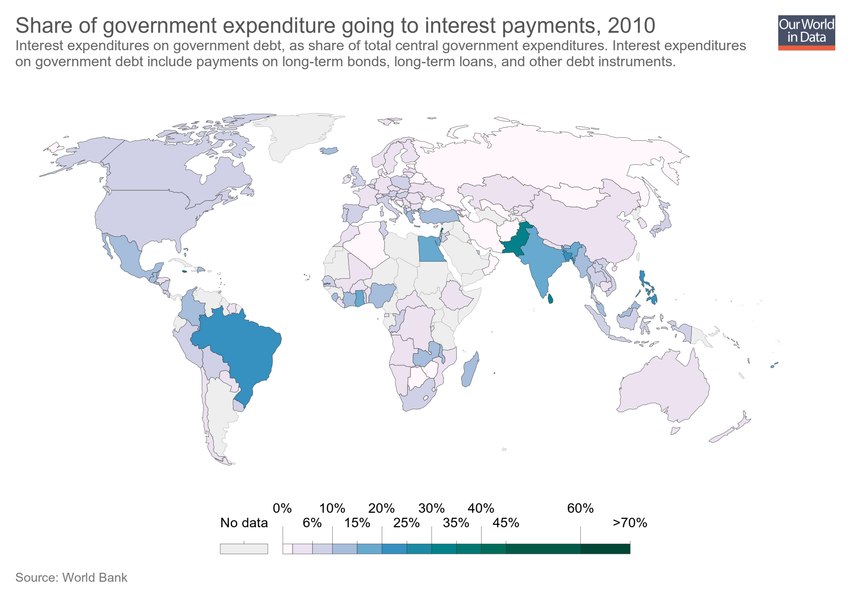 Share of government expenditure going to interest payments, 2010
Our World
in Data
Interest expenditures on government debt, as share of total central government expenditures. Interest expenditures
on government debt include payments on long-term bonds, long-term loans, and other debt instruments.
0% 10% 20% 30% 40% 60%
No data 6% 15% 25% 35% 45% >70%
Source: World Bank